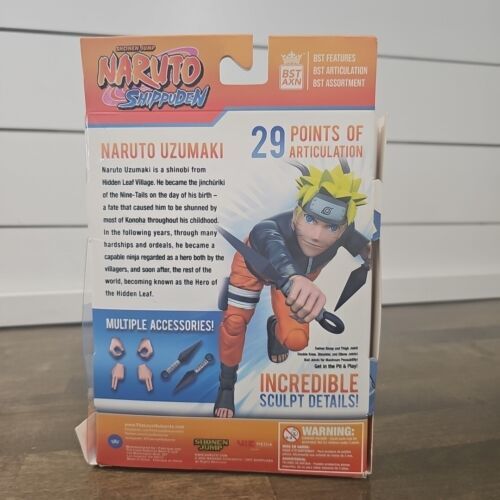 SHONEN JUMP
NARUTO
SHIPPUDEN
BST
AXN
BST FEATURES
BST ARTICULATION
BST ASSORTMENT
NARUTO UZUMAKI
Naruto Uzumaki is a shinobi from
Hidden Leaf Village. He became the jinchūriki
of the Nine-Tails on the day of his birth –
a fate that caused him to be shunned by
most of Konoha throughout his childhood.
In the following years, through many
hardships and ordeals, he became a
capable ninja regarded as a hero both by the
villagers, and soon after, the rest of the
world, becoming known as the Hero of
the Hidden Leaf.
29 POINTS OF
ARTICULATION
MULTIPLE ACCESSORIES!
Get in the Pit & Play!
INCREDIBLE
SCULPT DETAILS!
SHONEN
JUMP
VIZ
MEDIA
WARNING: